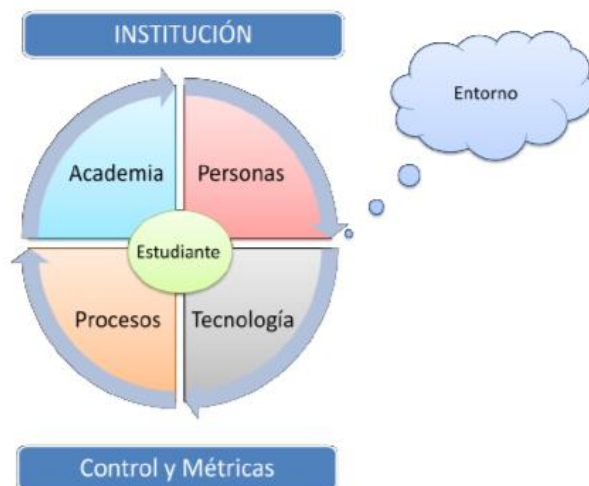 INSTITUCIÓN
Entorno
Academia
Personas
Estudiante
Procesos
Tecnología
Control y Métricas